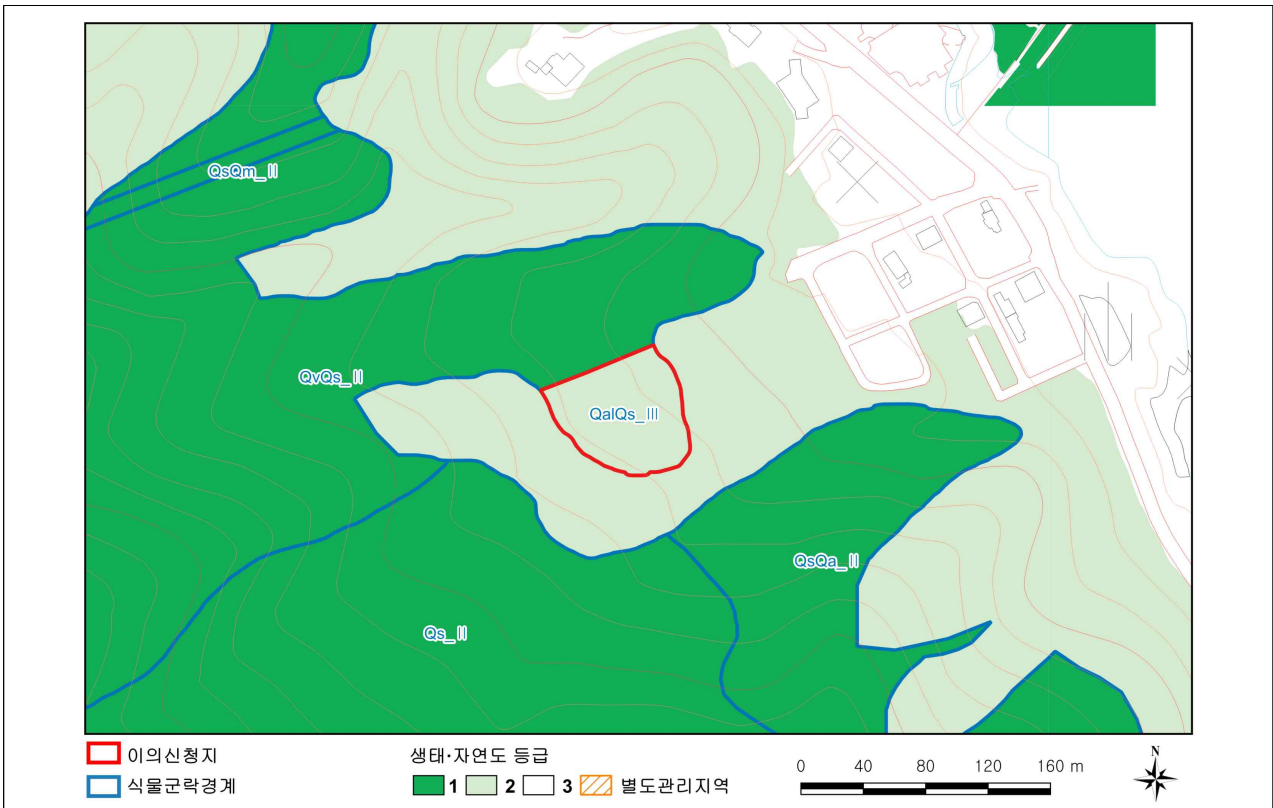 QsQm_Ⅱ
QvQs_Ⅱ
QalQs_Ⅲ
QsQa_Ⅱ
Qs_Ⅱ
이의신청지
식물군락경계
생태·자연도 등급
1 2 3 별도관리지역
0 40 80 120 160 m
N